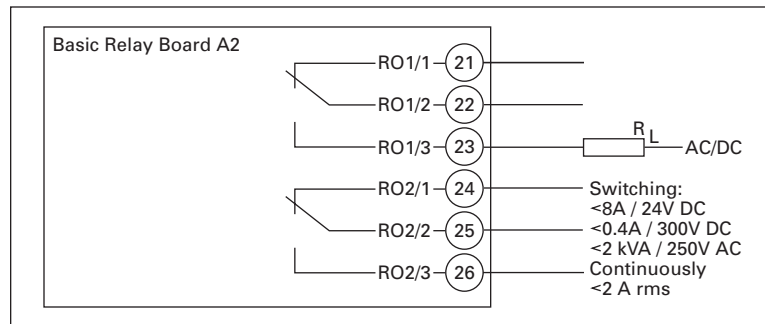 Basic Relay Board A2
RO1/1 21
RO1/2 22
RO1/3 23
RL
AC/DC
RO2/1 24
RO2/2 25
RO2/3 26
Switching:
<8A / 24V DC
<0.4A / 300V DC
<2 kVA / 250V AC
Continuously
<2 A rms